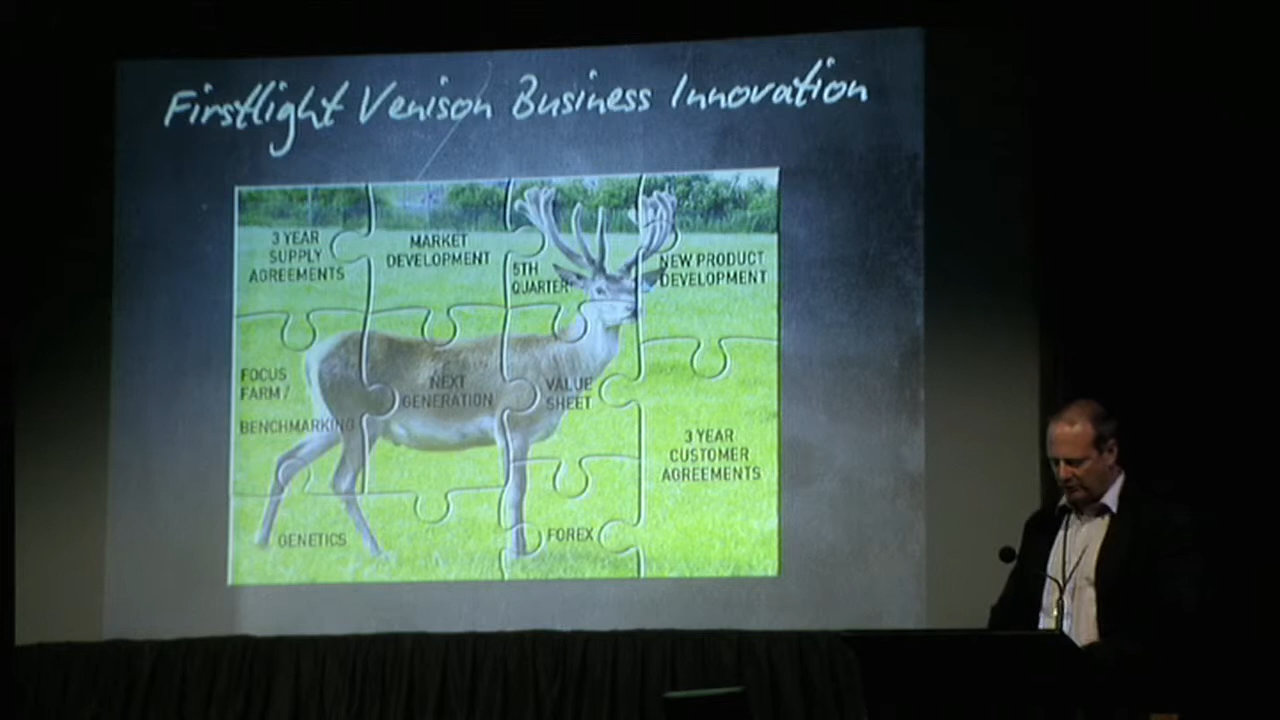 Firstlight Venison Business Innovation
3 YEAR
SUPPLY
AGREEMENTS
MARKET
DEVELOPMENT
5TH
QUARTER
NEW PRODUCT
DEVELOPMENT
FOCUS
FARM /
BENCHMARKING
NEXT
GENERATION
VALUE
SHEET
3 YEAR
CUSTOMER
AGREEMENTS
GENETICS
FOREX